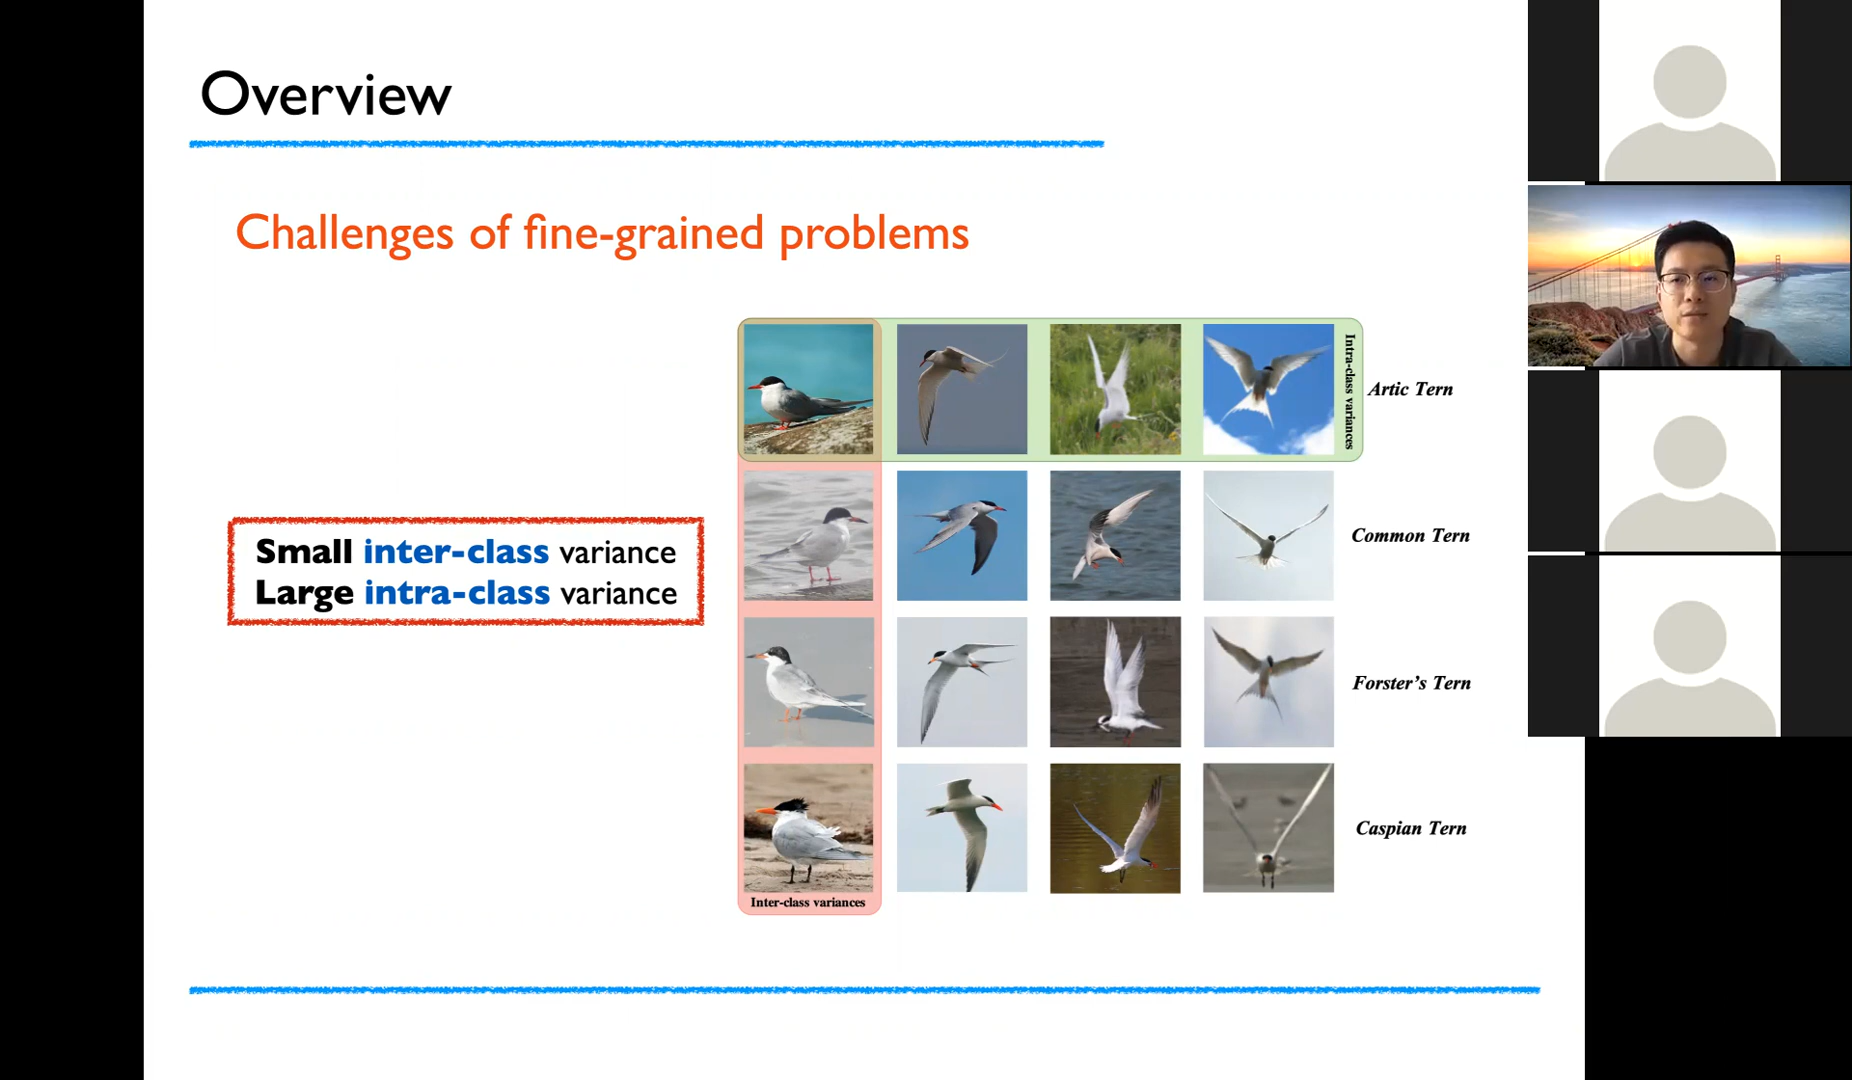 Overview
Challenges of fine-grained problems
Small inter-class variance
Large intra-class variance
Intra-class variances
Artic Tern
Common Tern
Forster's Tern
Caspian Tern
Inter-class variances